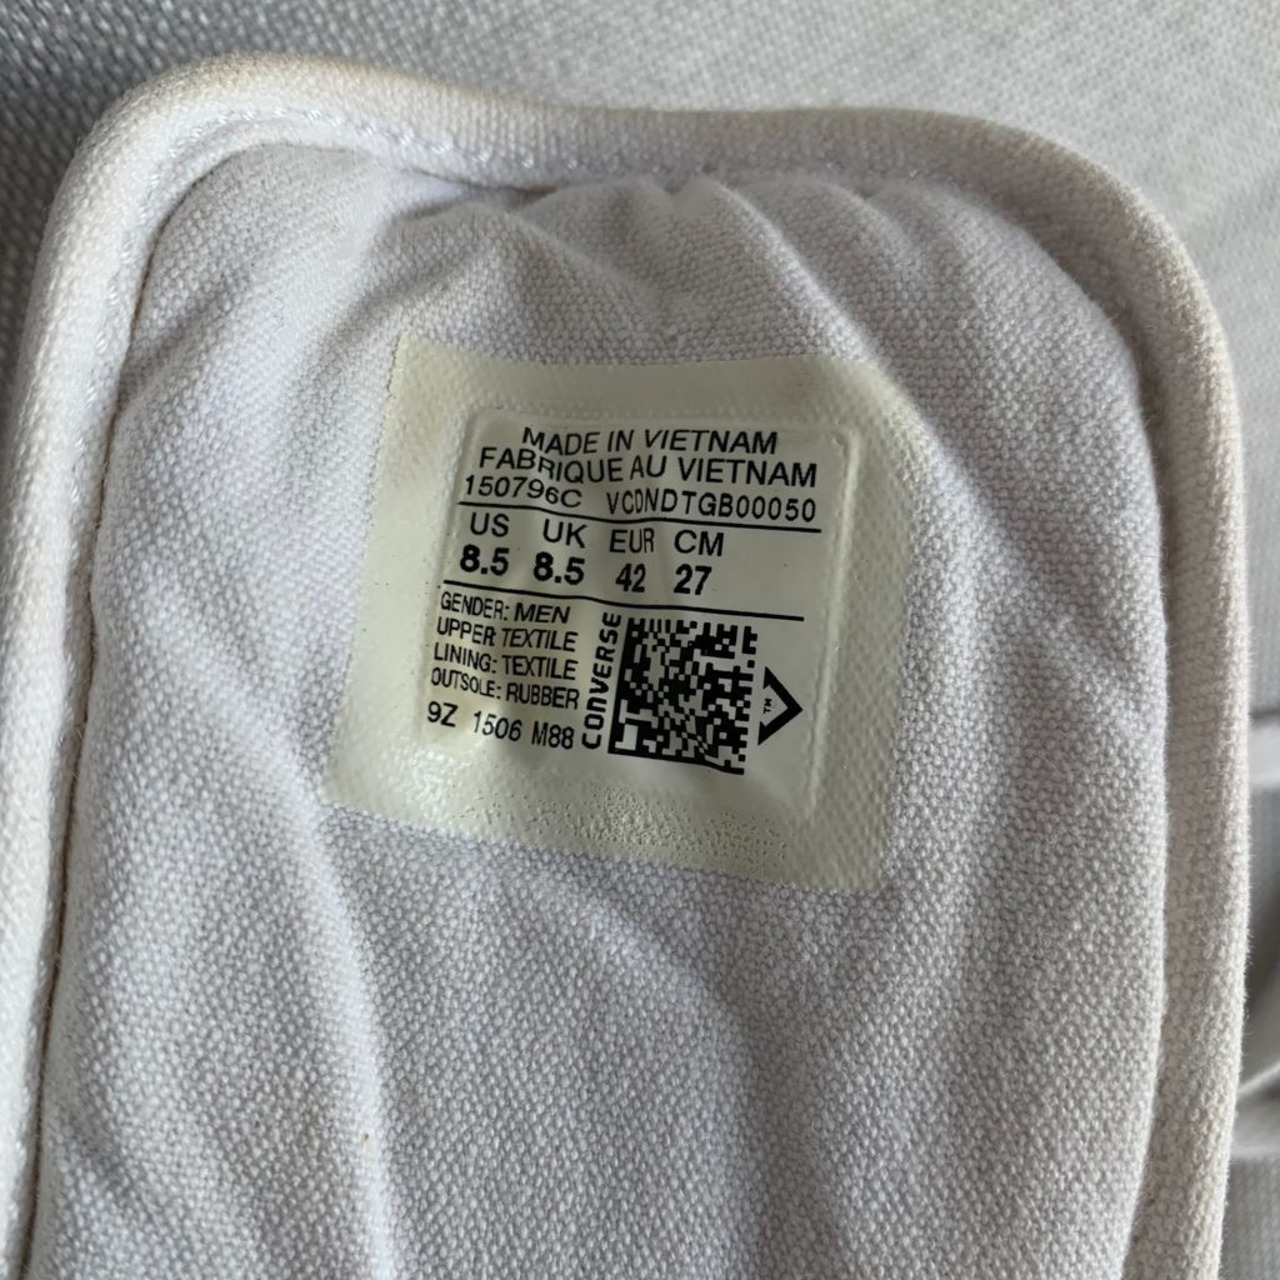 MADE IN VIETNAM
FABRIQUE AU VIETNAM
150796C VCDNDTGB00050
US UK EUR CM
8.5 8.5 42 27
GENDER: MEN
UPPER TEXTILE
LINING: TEXTILE
OUTSOLE: RUBBER
9Z 1506 M88
CONVERSE
TM